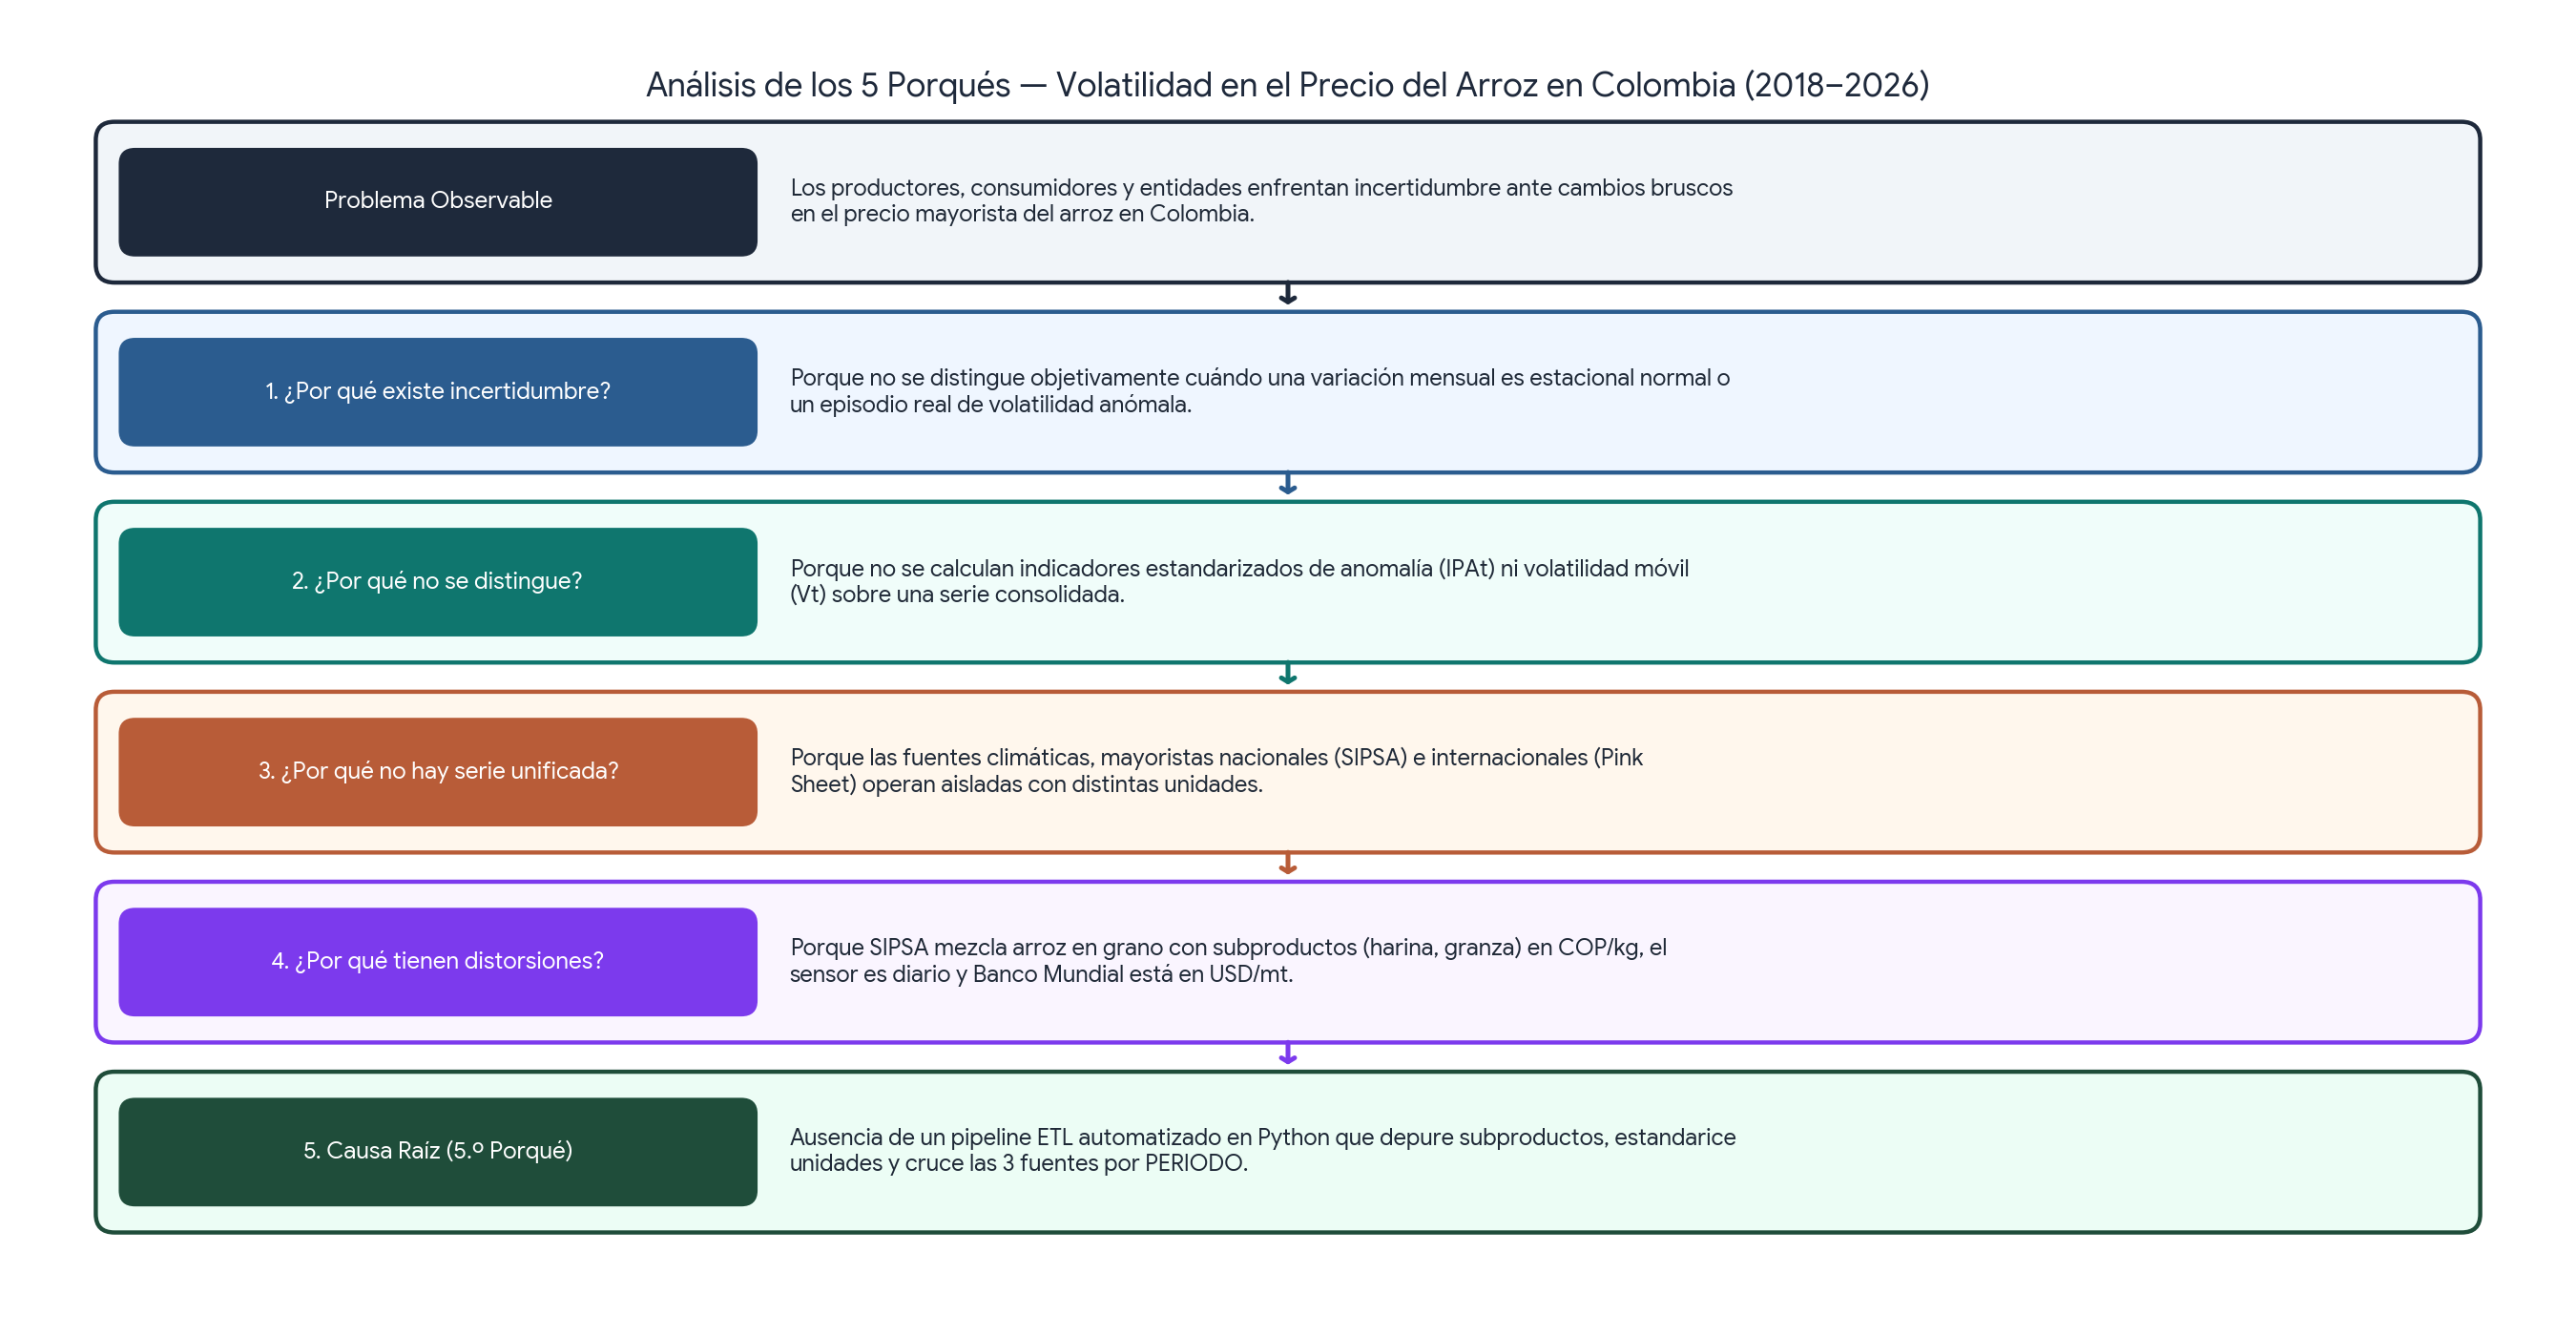 Análisis de los 5 Porqués — Volatilidad en el Precio del Arroz en Colombia (2018–2026)
Problema Observable
Los productores, consumidores y entidades enfrentan incertidumbre ante cambios bruscos
en el precio mayorista del arroz en Colombia.
1. ¿Por qué existe incertidumbre?
Porque no se distingue objetivamente cuándo una variación mensual es estacional normal o
un episodio real de volatilidad anómala.
2. ¿Por qué no se distingue?
Porque no se calculan indicadores estandarizados de anomalía (IPAt) ni volatilidad móvil
(Vt) sobre una serie consolidada.
3. ¿Por qué no hay serie unificada?
Porque las fuentes climáticas, mayoristas nacionales (SIPSA) e internacionales (Pink
Sheet) operan aisladas con distintas unidades.
4. ¿Por qué tienen distorsiones?
Porque SIPSA mezcla arroz en grano con subproductos (harina, granza) en COP/kg, el
sensor es diario y Banco Mundial está en USD/mt.
5. Causa Raíz (5.º Porqué)
Ausencia de un pipeline ETL automatizado en Python que depure subproductos, estandarice
unidades y cruce las 3 fuentes por PERIODO.